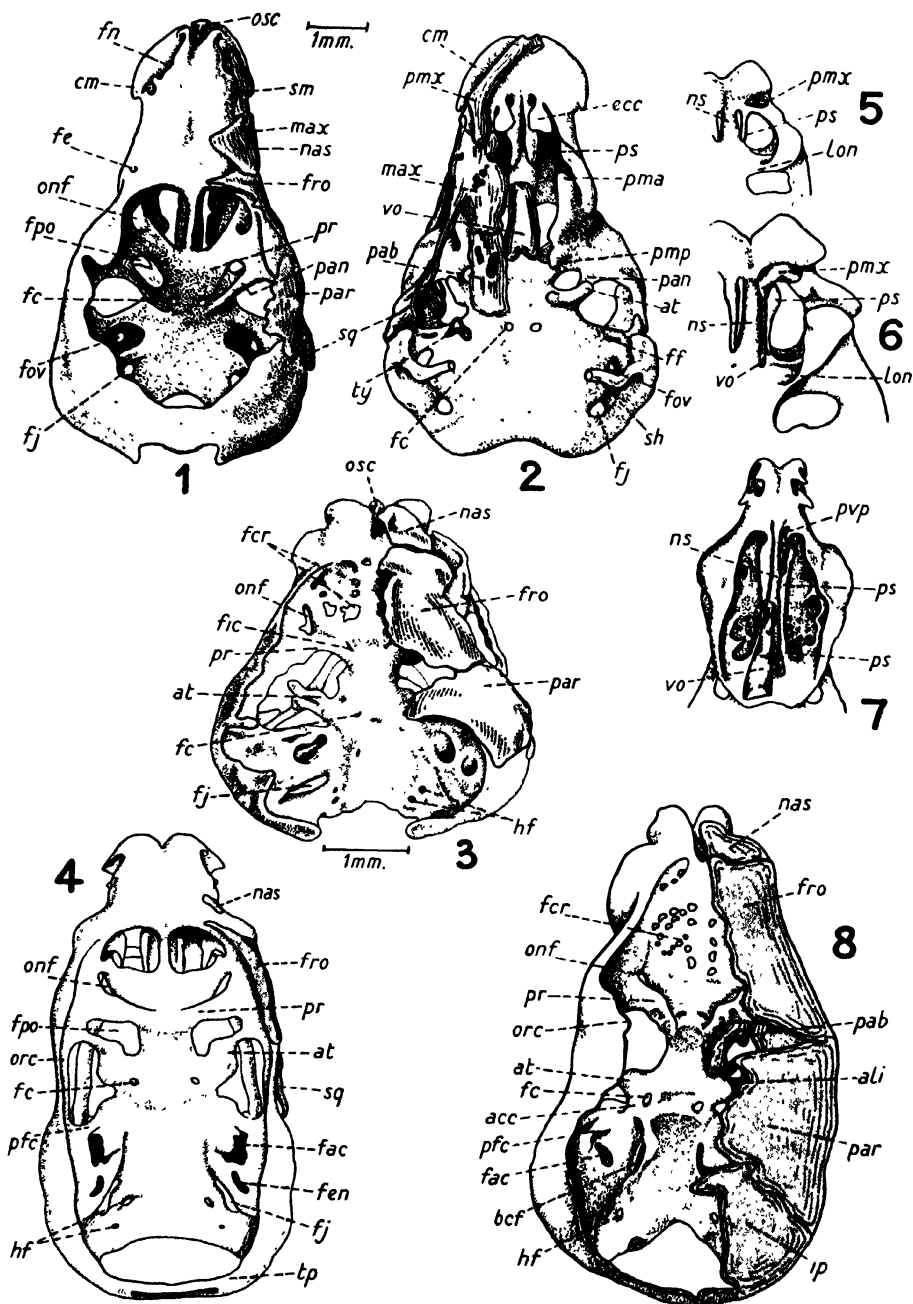 osc
fn
cm
fe
onf
fpo
fc
fov
fj
1mm.
sm
max
nas
fro
pr
pan
par
sq
1
cm
pmx
max
vo
pab
ty
fc
ecc
ps
pma
pmp
pan
at
ff
fov
sh
fj
2
ns
pmx
ps
lon
5
ns
vo
pmx
ps
lon
6
ns
vo
pvp
ps
ps
7
osc
fcr
onf
fic
pr
at
fc
fj
nas
fro
par
hf
1mm.
3
4
onf
fpo
orc
fc
pfc
hf
nas
fro
pr
at
sq
fac
fen
fj
tp
fcr
onf
pr
orc
at
fc
acc
pfc
fac
bcf
hf
nas
fro
8
pab
ali
par
ip